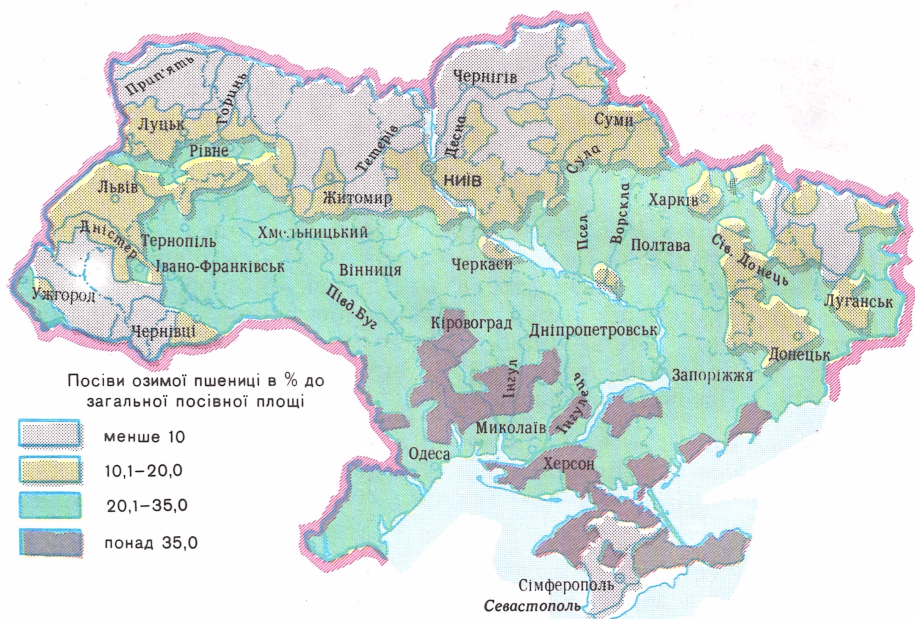 Чернігів
Прип'ять
Горинь
Луцьк
Десна
Суми
Тетерів
Рівне
Сула
Київ
Львів
Житомир
Харків
Ворскла
Псел
Дністер
Хмельницький
Тернопіль
Полтава
Сів. Донець
Івано-Франківськ
Вінниця
Черкаси
Ужгород
Півд. Буг
Луганськ
Чернівці
Кіровоград
Дніпропетровськ
Донецьк
Запоріжжя
Інгул
Інгулець
Миколаїв
Одеса
Херсон
Сімферополь
Севастополь
Посіви озимої пшениці в % до
загальної посівної площі
менше 10
10,1–20,0
20,1–35,0
понад 35,0